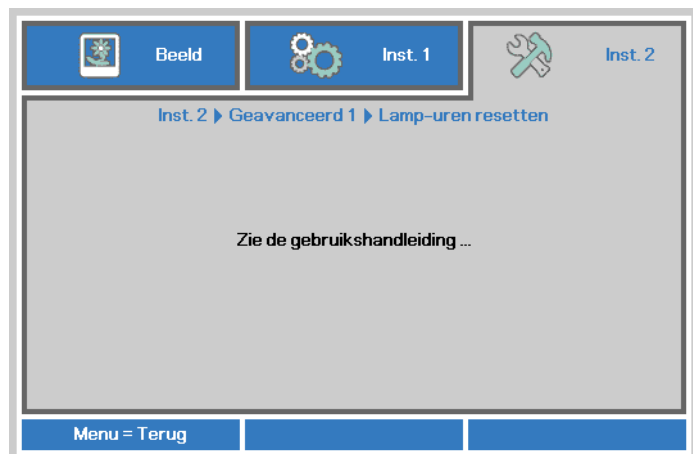 Beeld
Inst. 1
Inst. 2
Inst. 2 ▶ Geavanceerd 1 ▶ Lamp-uren resetten
Zie de gebruikshandleiding ...
Menu = Terug